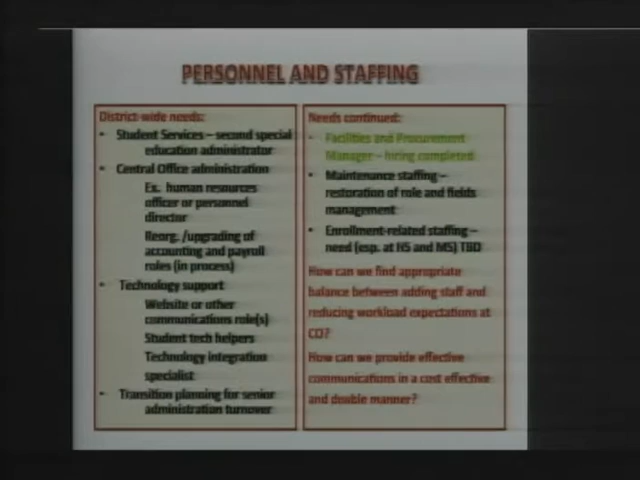 PERSONNEL AND STAFFING
District-wide needs:
• Student Services – second special
education administrator
• Central Office administration
Ex. human resources
officer or personnel
director
Reorg. /upgrading of
accounting and payroll
roles (in process)
• Technology support
Website or other
communications role(s)
Student tech helpers
Technology integration
specialist
• Transition planning for senior
administration turnover
Needs continued:
• Facilities and Procurement
Manager – hiring completed
• Maintenance staffing –
restoration of role and fields
management
• Enrollment-related staffing –
need (esp. at HS and MS) TBD
How can we find appropriate
balance between adding staff and
reducing workload expectations at
CO?
How can we provide effective
communications in a cost effective
and doable manner?